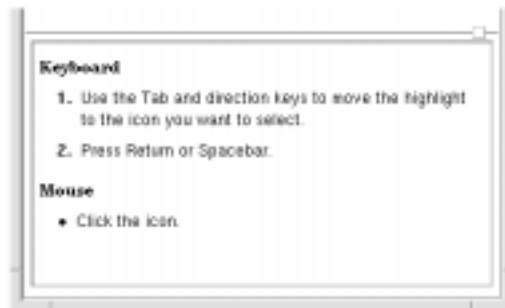 Keyboard
1. Use the Tab and direction keys to move the highlight
to the icon you want to select.
2. Press Return or Spacebar.
Mouse
• Click the icon.